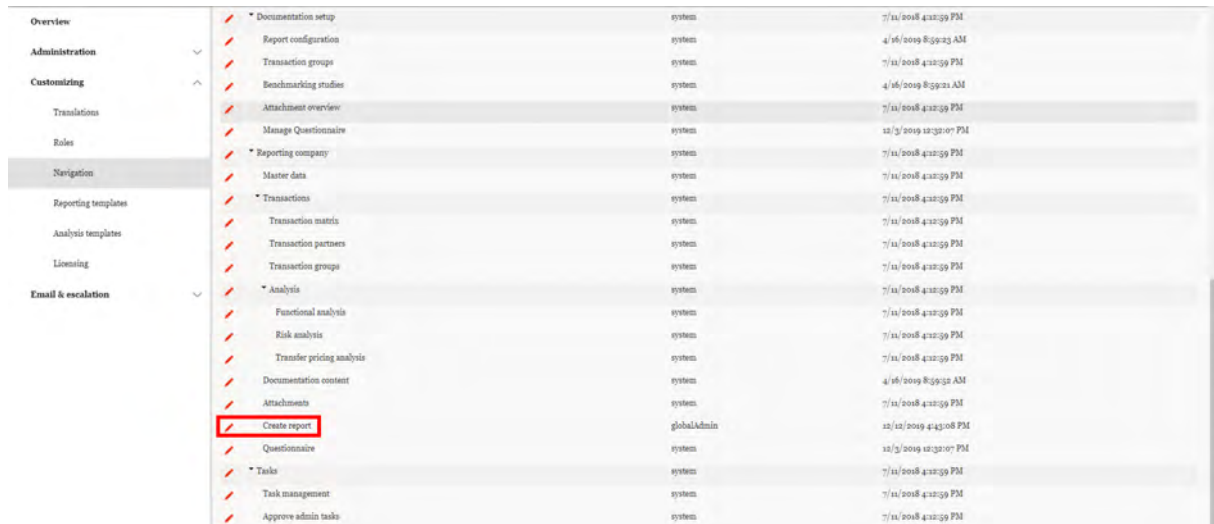 Overview
Administration
Customizing
Translations
Roles
Navigation
Reporting templates
Analysis templates
Licensing
Email & escalation
Documentation setup system 7/11/2018 4:12:59 PM
Report configuration system 4/16/2019 8:59:23 AM
Transaction groups system 7/11/2018 4:12:59 PM
Benchmarking studies system 4/16/2019 8:59:21 AM
Attachment overview system 7/11/2018 4:12:59 PM
Manage Questionnaire system 12/3/2019 12:32:07 PM
Reporting company system 7/11/2018 4:12:59 PM
Master data system 7/11/2018 4:12:59 PM
Transactions system 7/11/2018 4:12:59 PM
Transaction matrix system 7/11/2018 4:12:59 PM
Transaction partners system 7/11/2018 4:12:59 PM
Transaction groups system 7/11/2018 4:12:59 PM
Analysis system 7/11/2018 4:12:59 PM
Functional analysis system 7/11/2018 4:12:59 PM
Risk analysis system 7/11/2018 4:12:59 PM
Transfer pricing analysis system 7/11/2018 4:12:59 PM
Documentation content system 4/16/2019 8:59:52 AM
Attachments system 7/11/2018 4:12:59 PM
Create report globalAdmin 12/12/2019 4:43:08 PM
Questionnaire system 12/3/2019 12:32:07 PM
Tasks system 7/11/2018 4:12:59 PM
Task management system 7/11/2018 4:12:59 PM
Approve admin tasks system 7/11/2018 4:12:59 PM